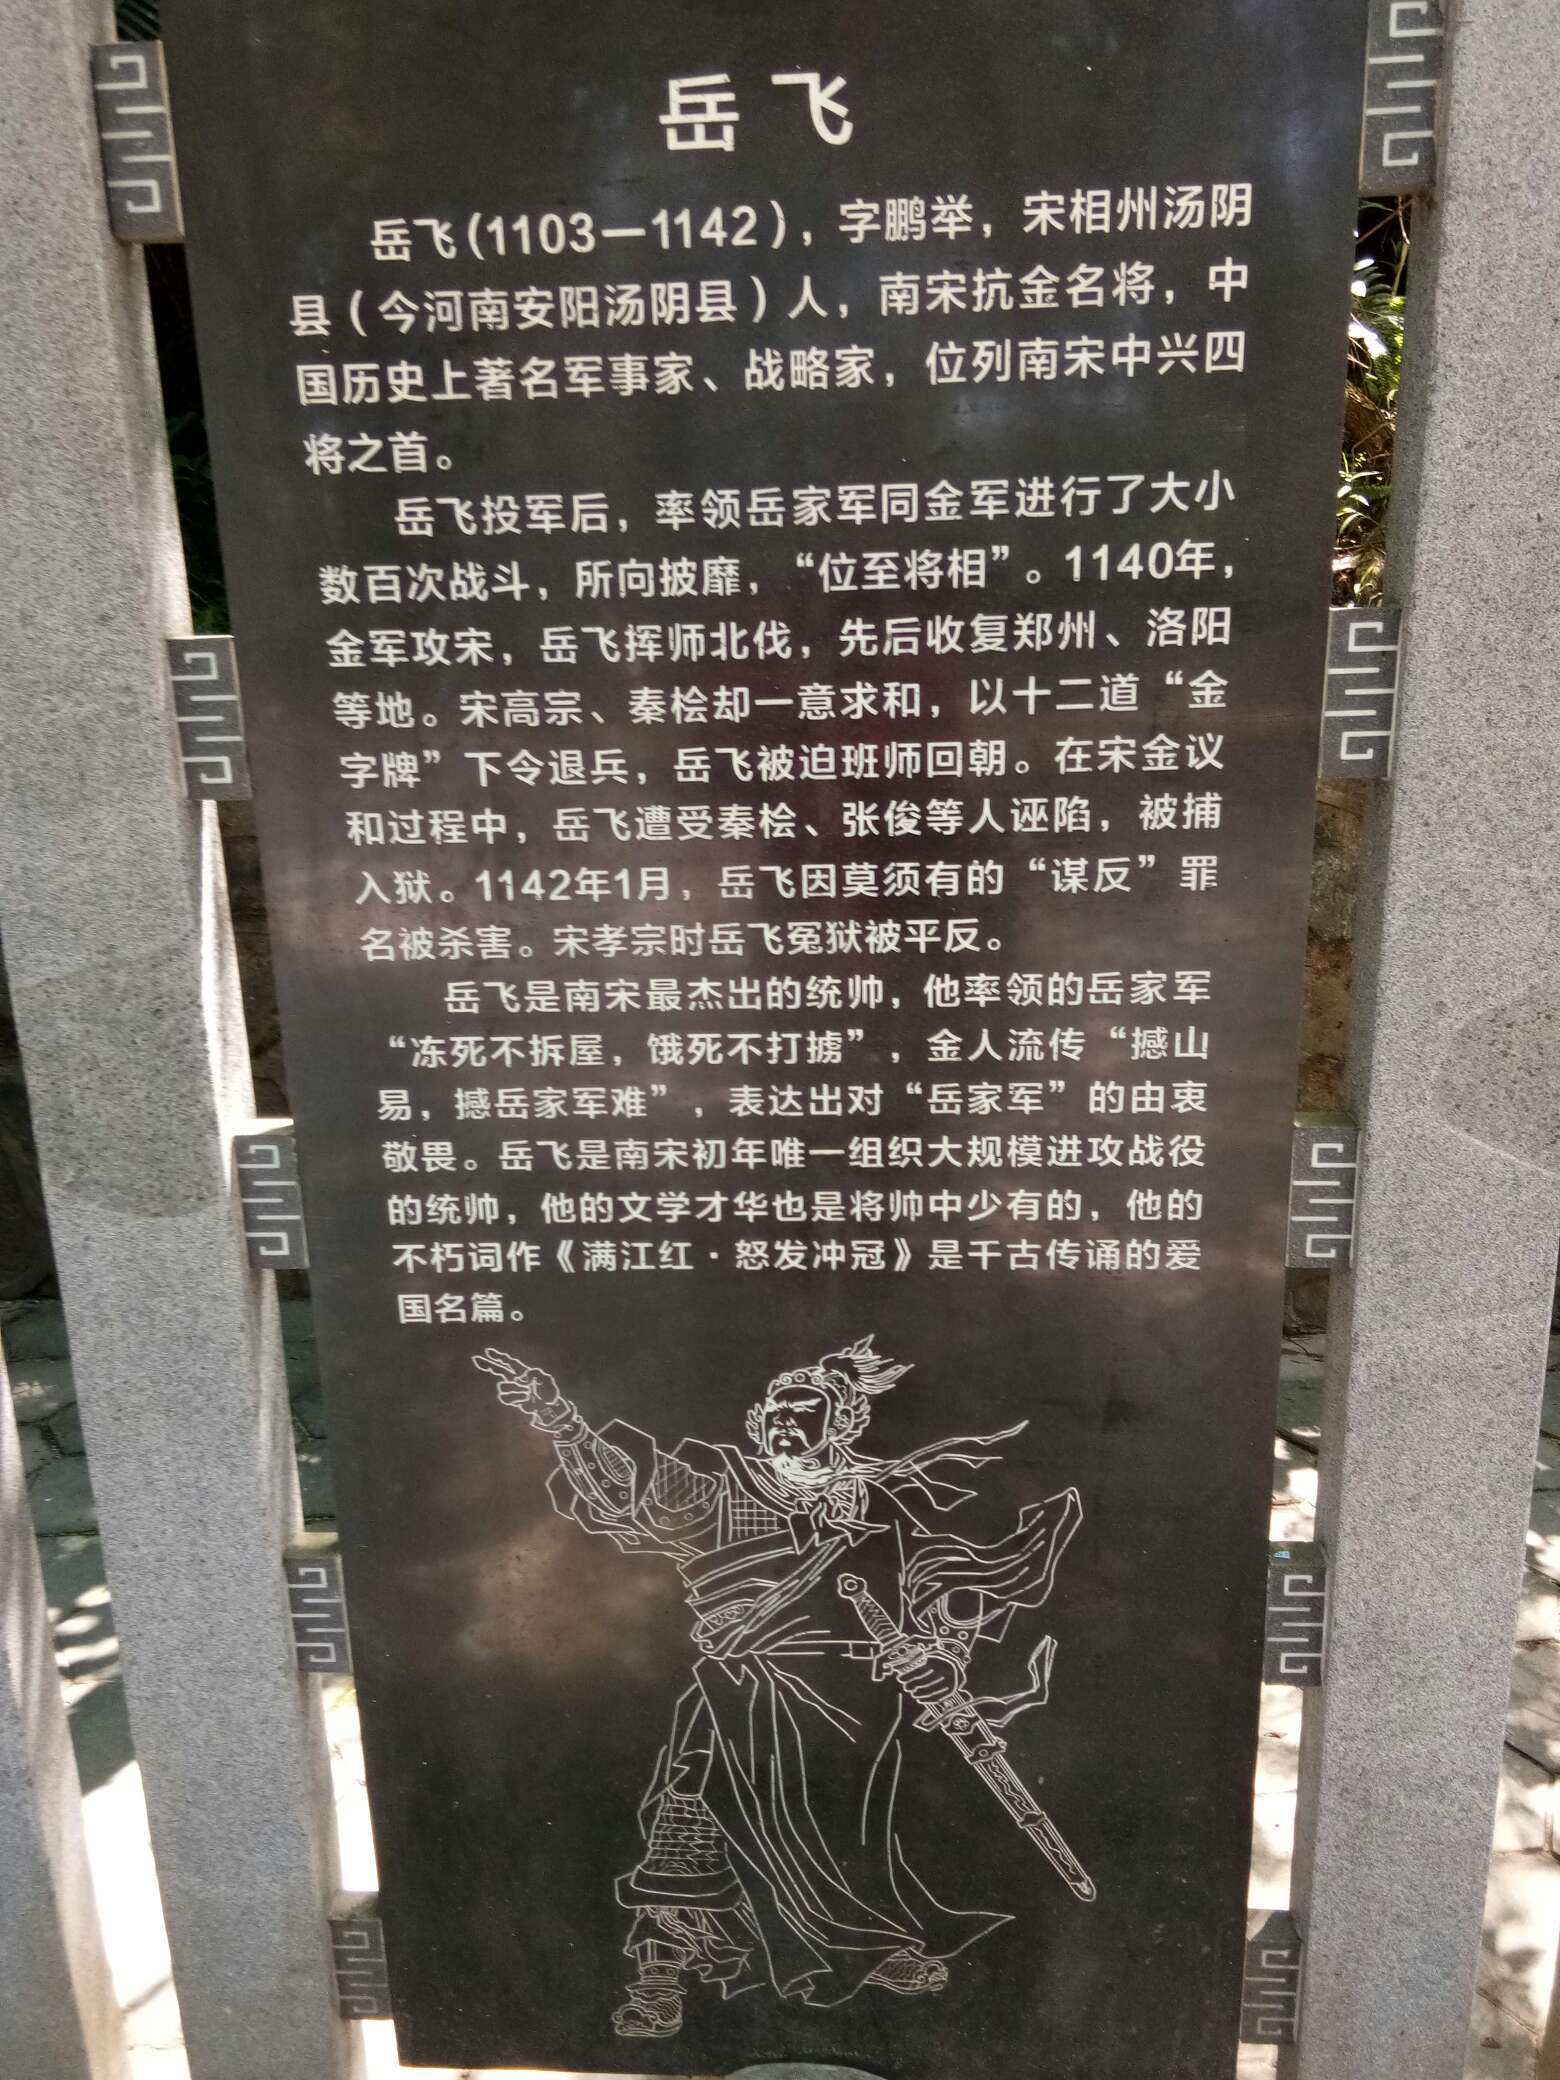 岳飞
岳飞(1103—1142)，字鹏举，宋相州汤阴
县（今河南安阳汤阴县）人，南宋抗金名将，中
国历史上著名军事家、战略家，位列南宋中兴四
将之首。
岳飞投军后，率领岳家军同金军进行了大小
数百次战斗，所向披靡，“位至将相”。1140年，
金军攻宋，岳飞挥师北伐，先后收复郑州、洛阳
等地。宋高宗、秦桧却一意求和，以十二道“金
字牌”下令退兵，岳飞被迫班师回朝。在宋金议
和过程中，岳飞遭受秦桧、张俊等人诬陷，被捕
入狱。1142年1月，岳飞因莫须有的“谋反”罪
名被杀害。宋孝宗时岳飞冤狱被平反。
岳飞是南宋最杰出的统帅，他率领的岳家军
“冻死不拆屋，饿死不打掳”，金人流传“撼山
易，撼岳家军难”，表达出对“岳家军”的由衷
敬畏。岳飞是南宋初年唯一组织大规模进攻战役
的统帅，他的文学才华也是将帅中少有的，他的
不朽词作《满江红·怒发冲冠》是千古传诵的爱
国名篇。